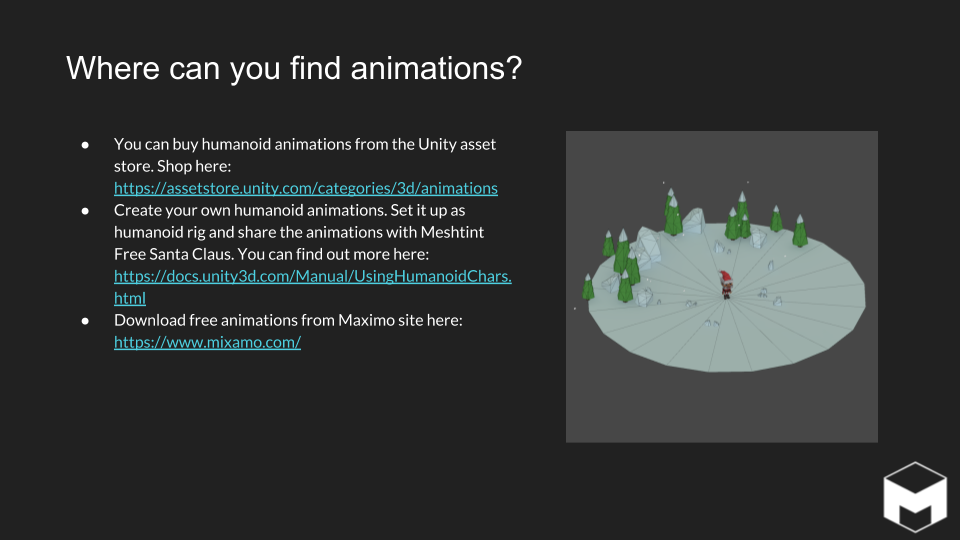 Where can you find animations?
● You can buy humanoid animations from the Unity asset
store. Shop here:
https://assetstore.unity.com/categories/3d/animations
● Create your own humanoid animations. Set it up as
humanoid rig and share the animations with Meshtint
Free Santa Claus. You can find out more here:
https://docs.unity3d.com/Manual/UsingHumanoidChars.
html
● Download free animations from Maximo site here:
https://www.mixamo.com/